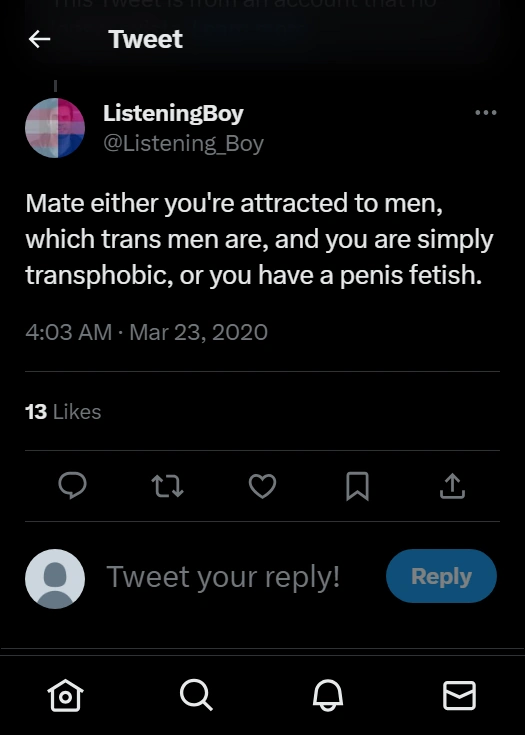 This Tweet is from an account that no
Tweet
ListeningBoy
@Listening_Boy
Mate either you're attracted to men,
which trans men are, and you are simply
transphobic, or you have a penis fetish.
4:03 AM · Mar 23, 2020
13 Likes
Tweet your reply!
Reply